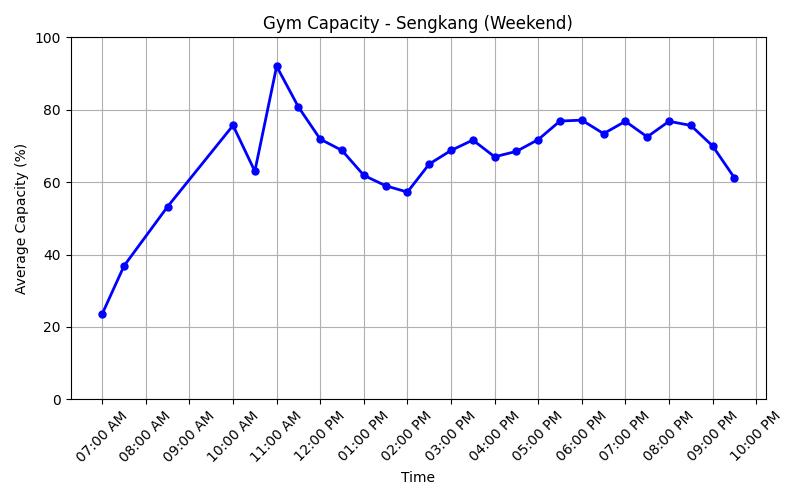 Gym Capacity - Sengkang (Weekend)
100
80
60
40
20
0
Average Capacity (%)
07:00 AM
08:00 AM
09:00 AM
10:00 AM
11:00 AM
12:00 PM
01:00 PM
02:00 PM
03:00 PM
04:00 PM
05:00 PM
06:00 PM
07:00 PM
08:00 PM
09:00 PM
10:00 PM
Time